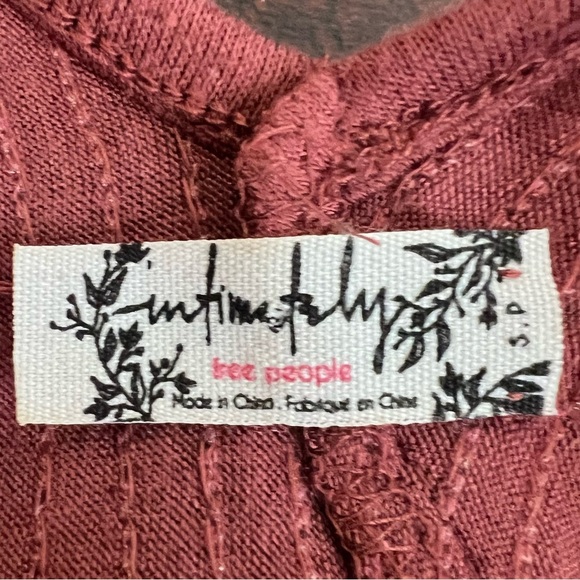 intimately
free people
Made in China . Fabriqué en Chine
S.P